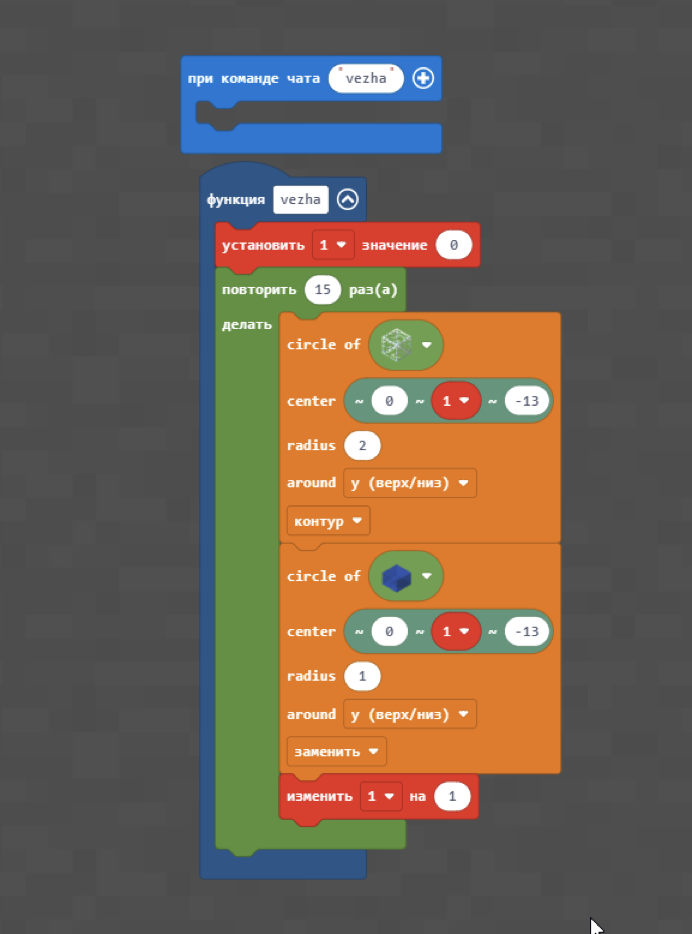 при команде чата "vezha"
функция vezha
установить 1 значение 0
повторить 15 раз(а)
делать
circle of
center ~ 0 ~ 1 ~ -13
radius 2
around y (верх/низ)
контур
circle of
center ~ 0 ~ 1 ~ -13
radius 1
around y (верх/низ)
заменить
изменить 1 на 1